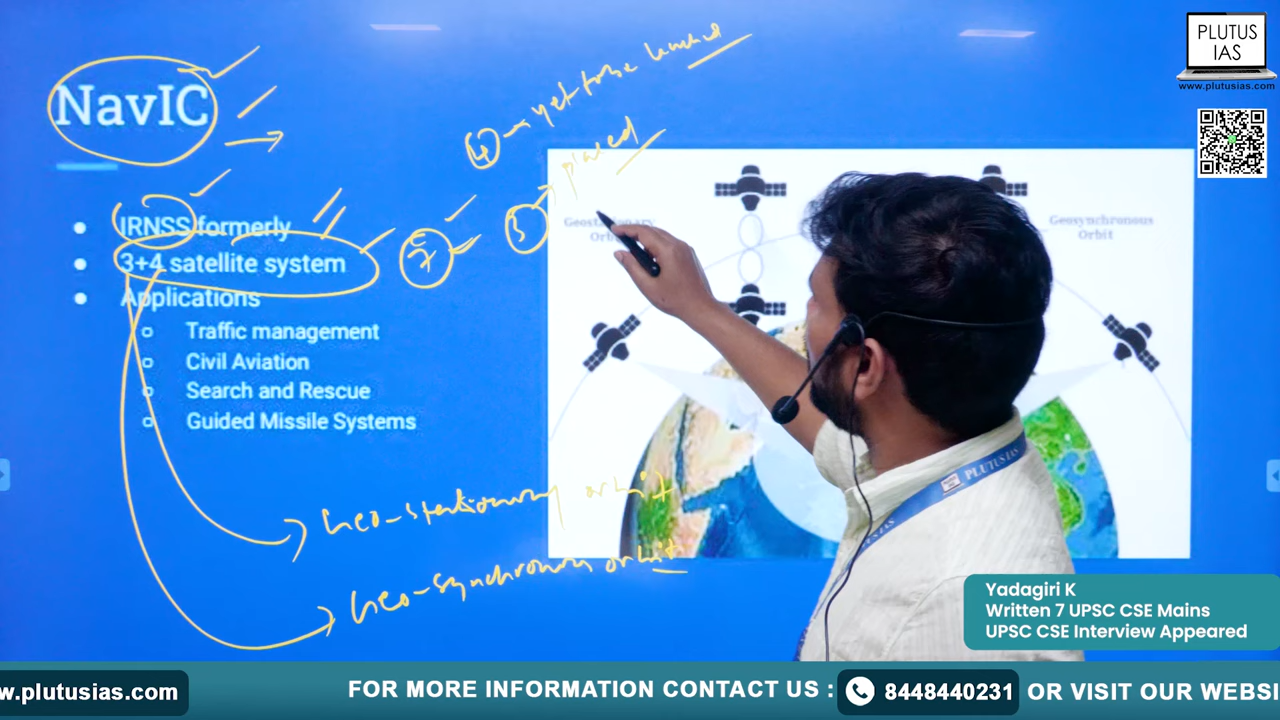 PLUTUS
IAS
www.plutusias.com
NavIC
4 yet to be launched
3 placed
IRNSS formerly
3+4 satellite system
7
Applications
Traffic management
Civil Aviation
Search and Rescue
Guided Missile Systems
Geosynchronous
Orbit
Geo-stationary orbit
Geo-synchronous orbit
PLUTUS IAS
Yadagiri K
Written 7 UPSC CSE Mains
UPSC CSE Interview Appeared
w.plutusias.com
FOR MORE INFORMATION CONTACT US :
8448440231
OR VISIT OUR WEBSI